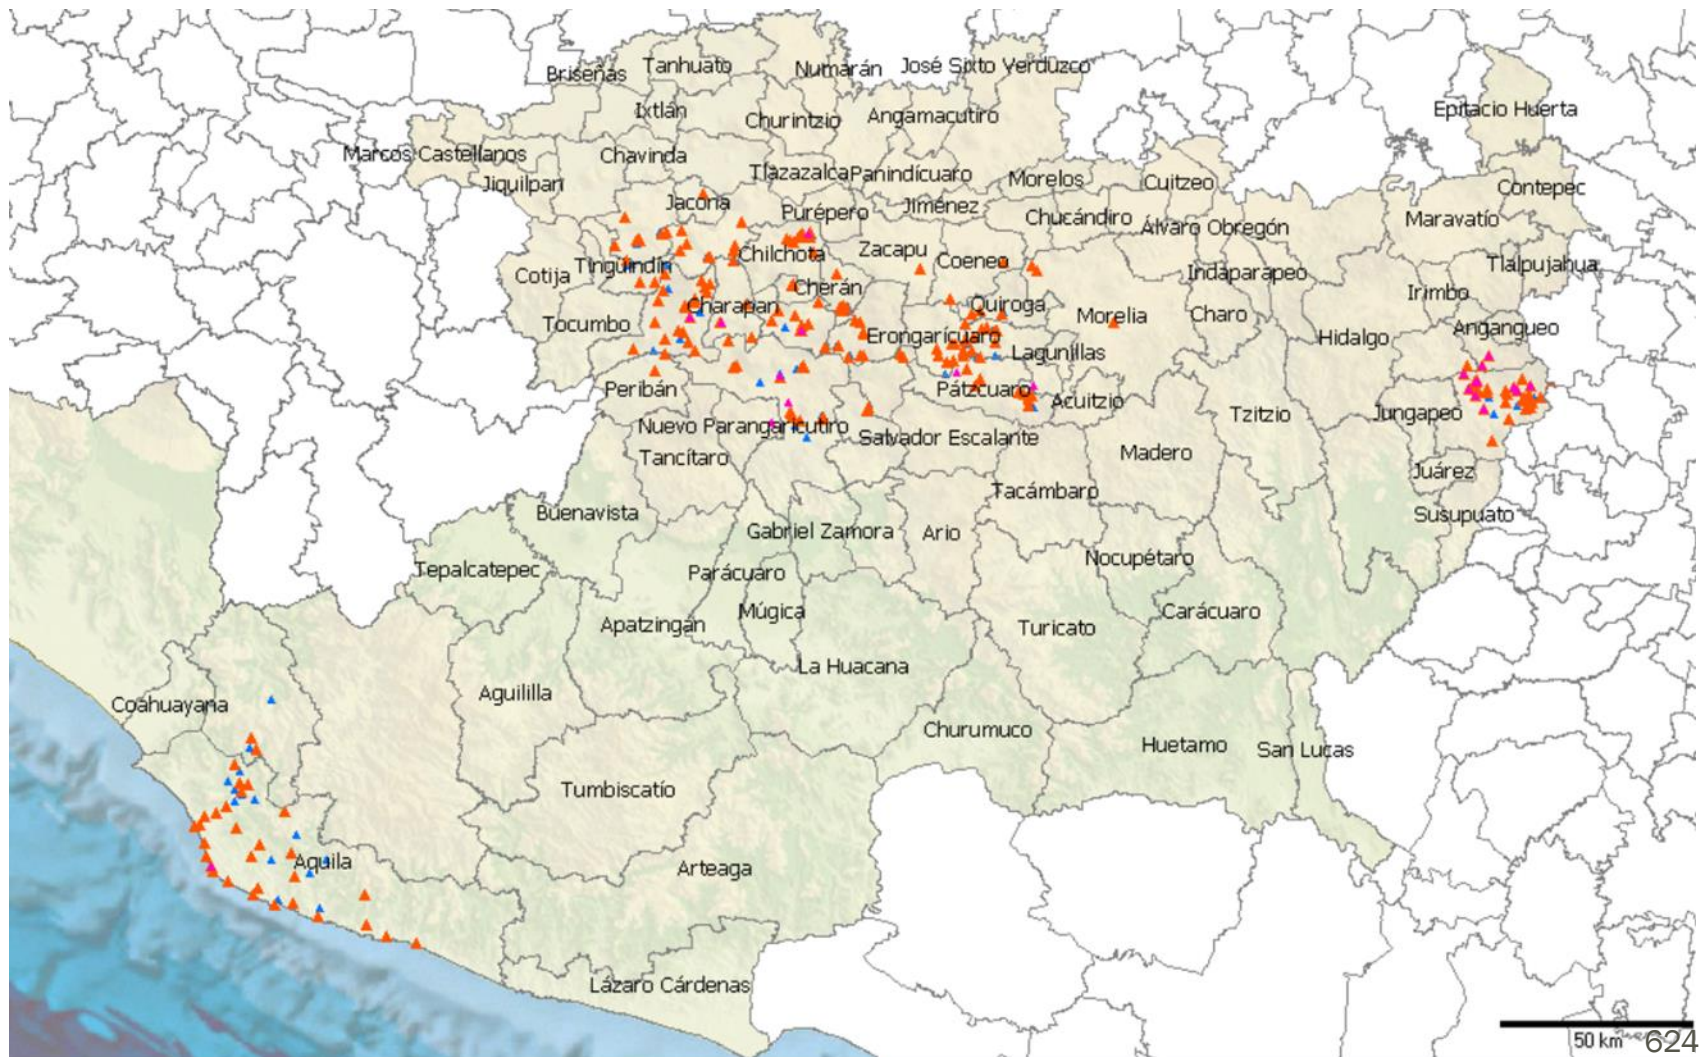 Briseñas
Tanhuato
Numarán
José Sixto Verduzco
Epitacio Huerta
Ixtlán
Churintzio
Angamacutiro
Marcos Castellanos
Chavinda
Jiquilpan
Tlazazalca
Panindícuaro
Morelos
Cuitzeo
Contepec
Jacona
Purépero
Jiménez
Chucándiro
Álvaro Obregón
Maravatío
Cotija
Tingüindín
Chilchota
Zacapu
Coeneo
Indaparapeo
Tlalpujahua
Cherán
Charapan
Quiroga
Irimbo
Tocumbo
Erongarícuaro
Morelia
Charo
Hidalgo
Angangueo
Lagunillas
Peribán
Pátzcuaro
Acuitzio
Tzitzio
Jungapeo
Nuevo Parangaricutiro
Salvador Escalante
Tancítaro
Madero
Juárez
Tacámbaro
Buenavista
Gabriel Zamora
Ario
Susupuato
Tepalcatepec
Parácuaro
Nocupétaro
Apatzingán
Múgica
Turicato
Carácuaro
La Huacana
Coahuayana
Aguililla
Churumuco
Huetamo
San Lucas
Tumbiscatío
Aquila
Arteaga
Lázaro Cárdenas
50 km
624